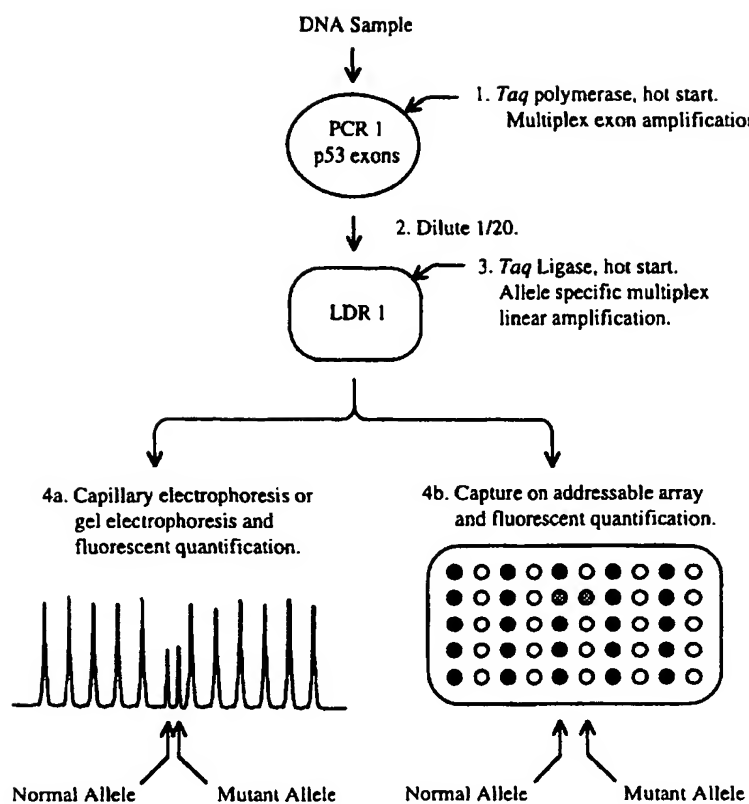 DNA Sample
1. Taq polymerase, hot start.
Multiplex exon amplification
PCR 1
p53 exons
2. Dilute 1/20.
3. Taq Ligase, hot start.
Allele specific multiplex
linear amplification.
LDR 1
4a. Capillary electrophoresis or
gel electrophoresis and
fluorescent quantification.
4b. Capture on addressable array
and fluorescent quantification.
Normal Allele
Mutant Allele
Normal Allele
Mutant Allele